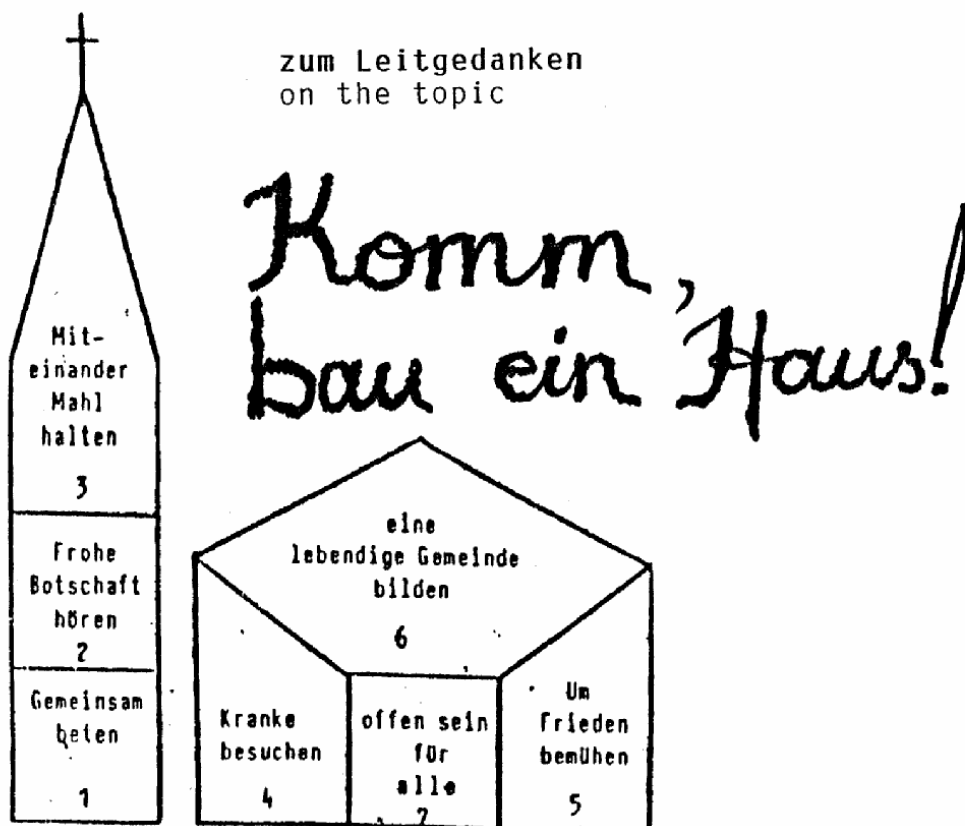 zum Leitgedanken
on the topic
Komm,
bau ein Haus!
Mit-
einander
Mahl
halten
3
Frohe
Botschaft
hören
2
Gemeinsam
beten
1
eine
lebendige Gemeinde
bilden
6
Kranke
besuchen
4
offen sein
für
alle
7
Um
Frieden
bemühen
5